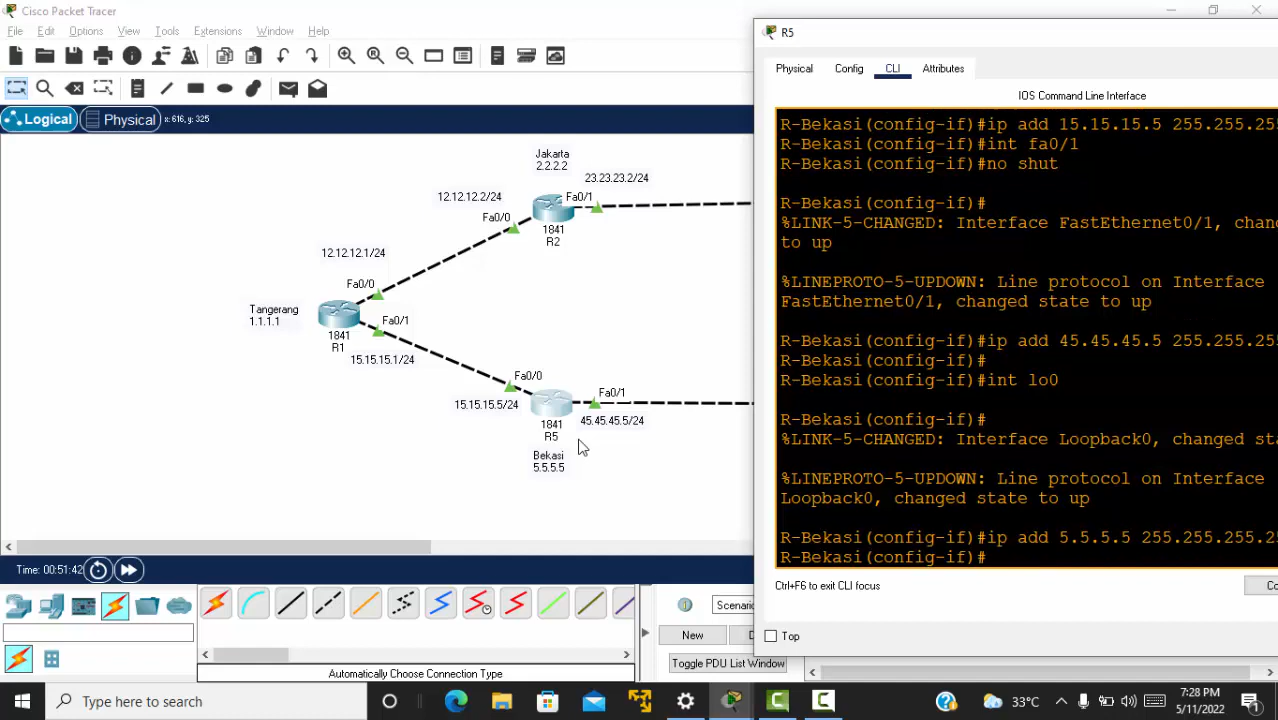 Cisco Packet Tracer
File Edit Options View Tools Extensions Window Help
Logical Physical x: 616, y: 325
Jakarta
2.2.2.2
23.23.23.2/24
12.12.12.2/24
Fa0/1
Fa0/0
1841
R2
12.12.12.1/24
Fa0/0
Tangerang
1.1.1.1
Fa0/1
1841
R1
15.15.15.1/24
Fa0/0
Fa0/1
15.15.15.5/24
45.45.45.5/24
1841
R5
Bekasi
5.5.5.5
Time: 00:51:42
Scenario
New
Toggle PDU List Window
Automatically Choose Connection Type
R5
Physical Config CLI Attributes
IOS Command Line Interface
R-Bekasi(config-if)#ip add 15.15.15.5 255.255.255
R-Bekasi(config-if)#int fa0/1
R-Bekasi(config-if)#no shut
R-Bekasi(config-if)#
%LINK-5-CHANGED: Interface FastEthernet0/1, chang
to up
%LINEPROTO-5-UPDOWN: Line protocol on Interface
FastEthernet0/1, changed state to up
R-Bekasi(config-if)#ip add 45.45.45.5 255.255.255
R-Bekasi(config-if)#
R-Bekasi(config-if)#int lo0
R-Bekasi(config-if)#
%LINK-5-CHANGED: Interface Loopback0, changed sta
%LINEPROTO-5-UPDOWN: Line protocol on Interface
Loopback0, changed state to up
R-Bekasi(config-if)#ip add 5.5.5.5 255.255.255.2
R-Bekasi(config-if)#
Ctrl+F6 to exit CLI focus
Co
Top
Type here to search
33°C
7:28 PM
5/11/2022
1